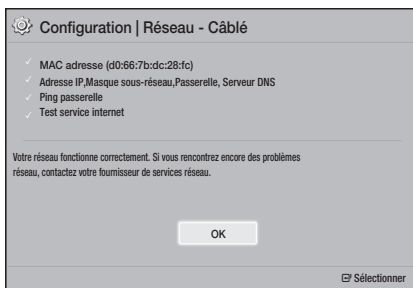 Configuration | Réseau - Câblé
MAC adresse (d0:66:7b:dc:28:fc)
Adresse IP,Masque sous-réseau,Passerelle, Serveur DNS
Ping passerelle
Test service internet
Votre réseau fonctionne correctement. Si vous rencontrez encore des problèmes
réseau, contactez votre fournisseur de services réseau.
OK
Sélectionner